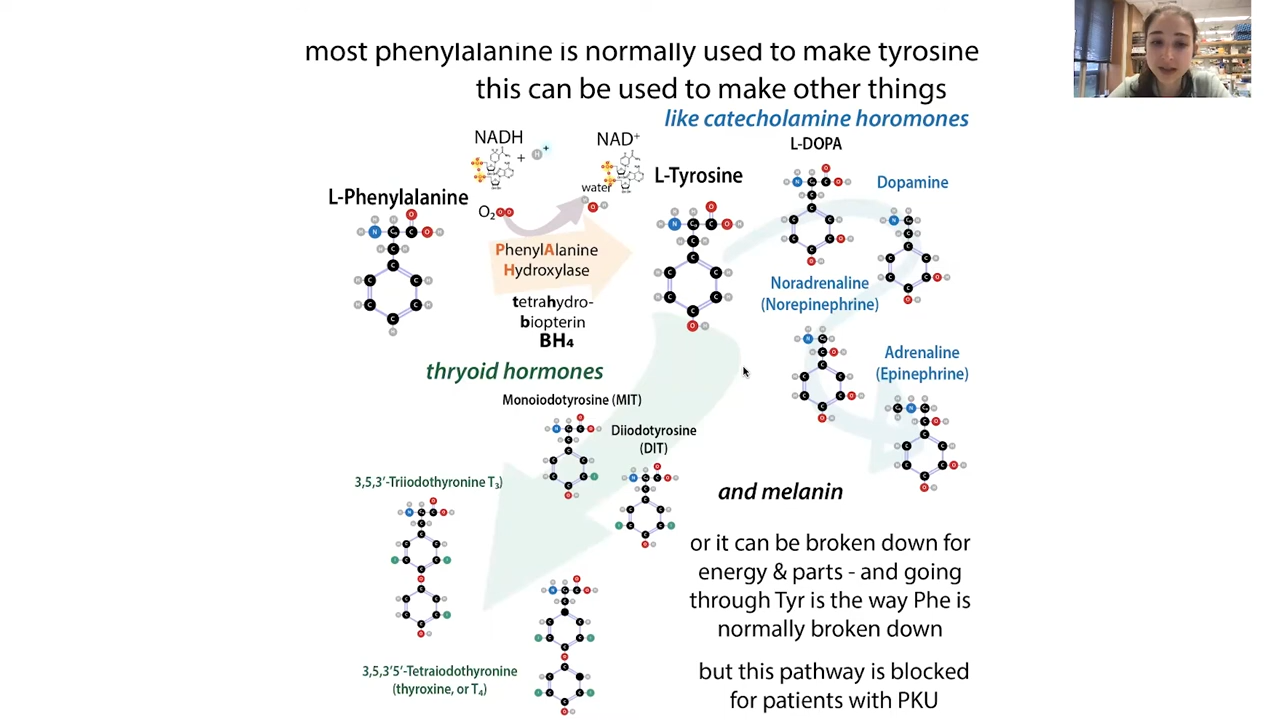 most phenylalanine is normally used to make tyrosine
this can be used to make other things
like catecholamine horomones
NADH
+
NAD+
L-DOPA
L-Tyrosine
water
Dopamine
L-Phenylalanine
O₂
PhenylAlanine
Hydroxylase
tetrahydro-
biopterin
BH4
Noradrenaline
(Norepinephrine)
Adrenaline
(Epinephrine)
thryoid hormones
Monoiodotyrosine (MIT)
Diiodotyrosine
(DIT)
3,5,3'-Triiodothyronine T₃)
and melanin
or it can be broken down for
energy & parts - and going
through Tyr is the way Phe is
normally broken down
3,5,3'5'-Tetraiodothyronine
(thyroxine, or T₄)
but this pathway is blocked
for patients with PKU